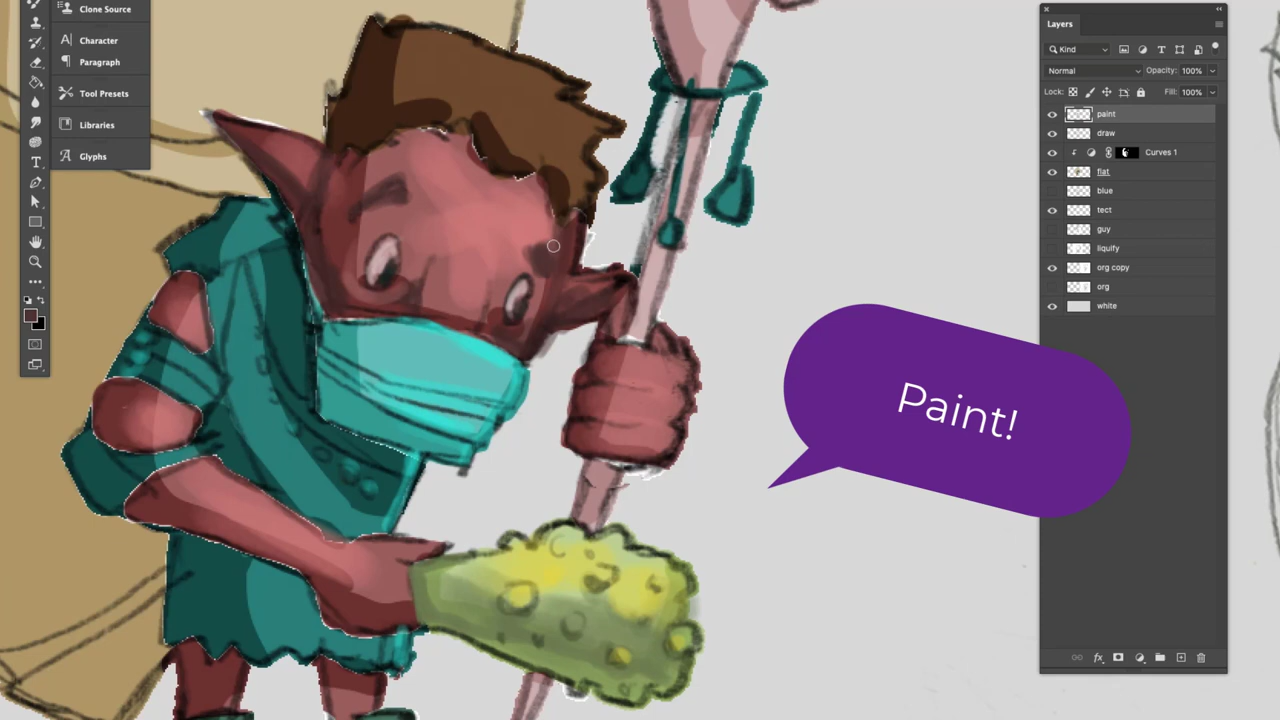 Clone Source
A| Character
¶ Paragraph
Tool Presets
Libraries
Glyphs
Layers
Kind
Normal Opacity: 100%
Lock: Fill: 100%
paint
draw
Curves 1
flat
blue
tect
guy
liquify
org copy
org
white
fx
Paint!